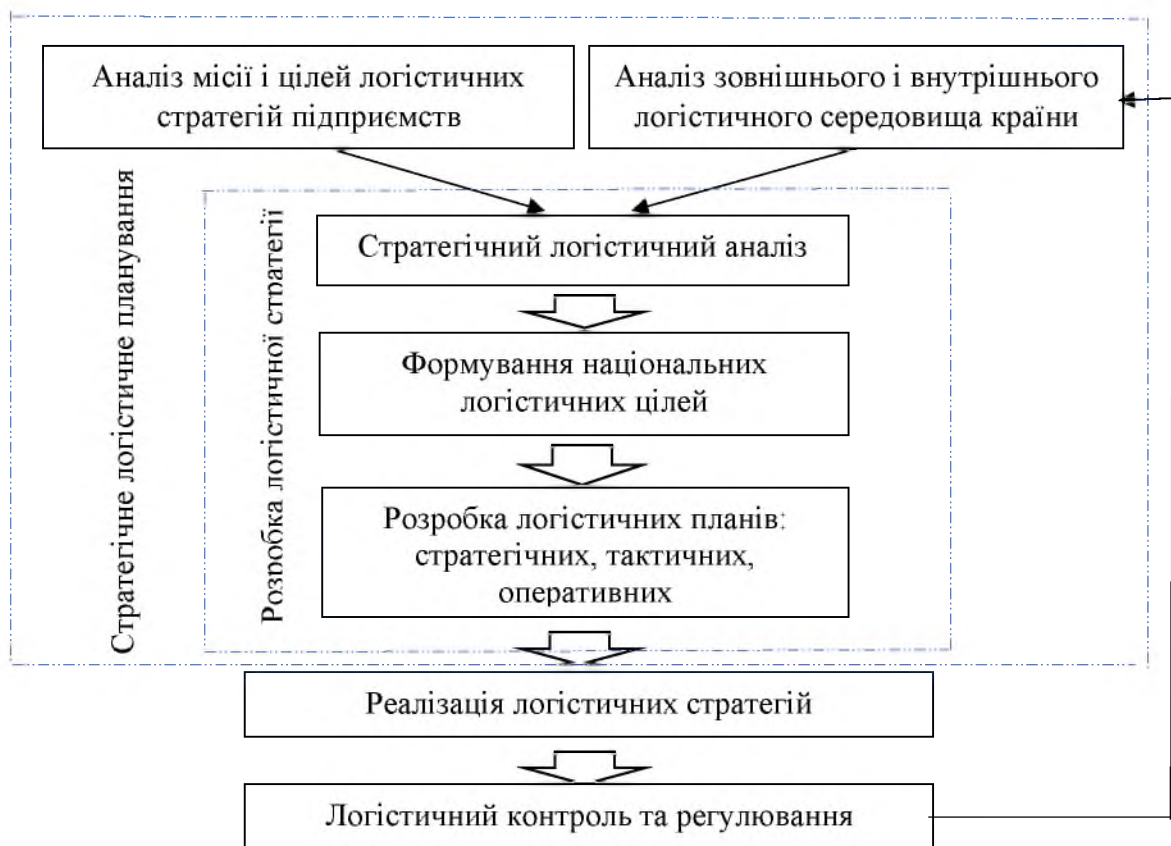 Аналіз місії і цілей логістичних
стратегій підприємств
Аналіз зовнішнього і внутрішнього
логістичного середовища країни
Стратегічне логістичне планування
Розробка логістичної стратегії
Стратегічний логістичний аналіз
Формування національних
логістичних цілей
Розробка логістичних планів:
стратегічних, тактичних,
оперативних
Реалізація логістичних стратегій
Логістичний контроль та регулювання